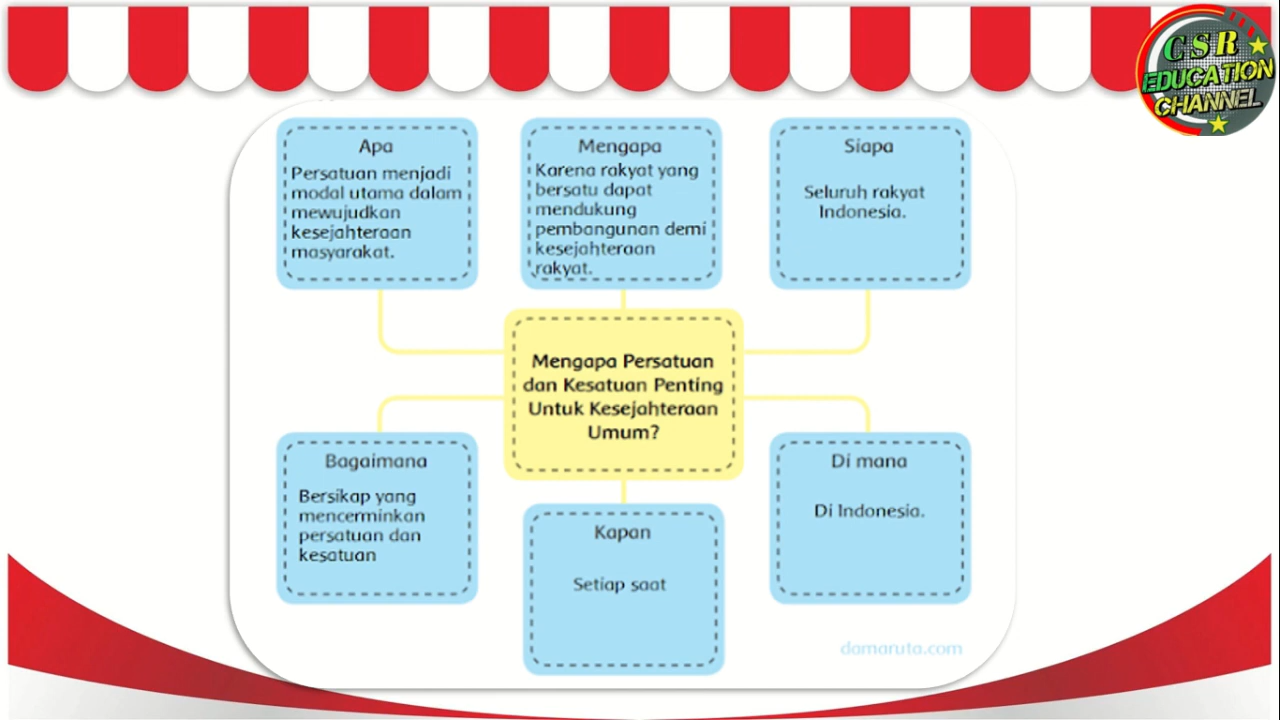 CSR
EDUCATION
CHANNEL
Apa
Persatuan menjadi
modal utama dalam
mewujudkan
kesejahteraan
masyarakat.
Mengapa
Karena rakyat yang
bersatu dapat
mendukung
pembangunan demi
kesejahteraan
rakyat.
Siapa
Seluruh rakyat
Indonesia.
Mengapa Persatuan
dan Kesatuan Penting
Untuk Kesejahteraan
Umum?
Bagaimana
Bersikap yang
mencerminkan
persatuan dan
kesatuan
Kapan
Setiap saat
Di mana
Di Indonesia.
damaruta.com